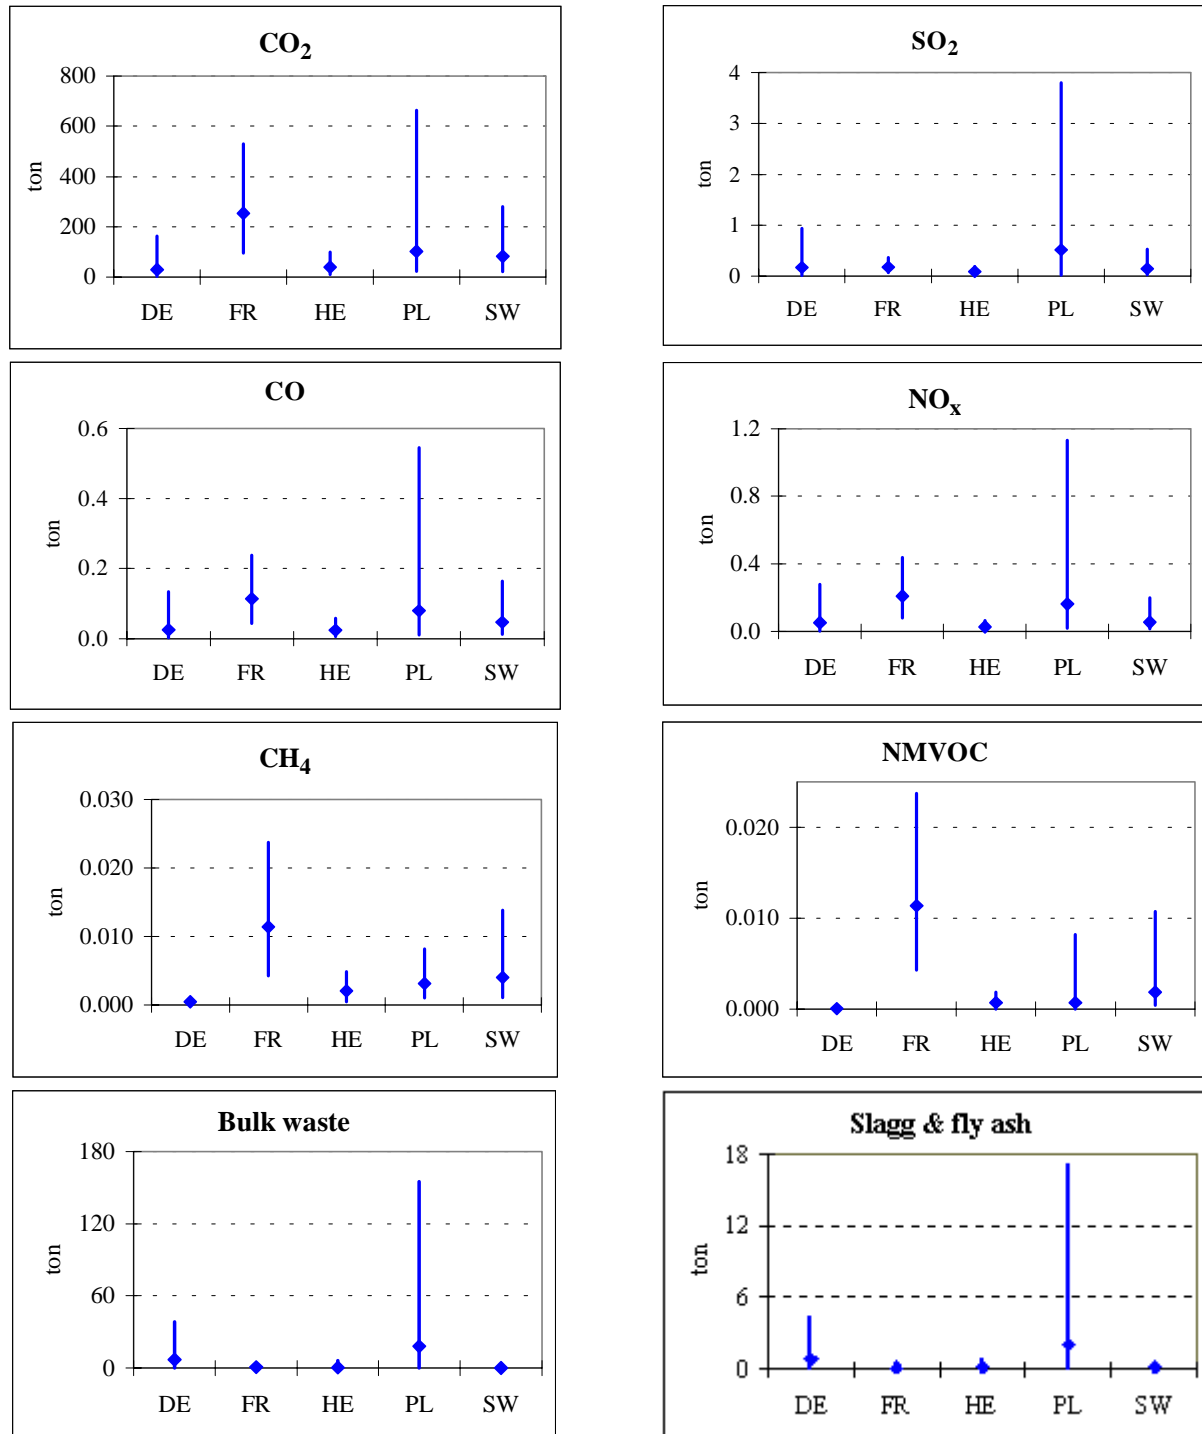 CO2
800
600
400
200
0
ton
DE FR HE PL SW
SO2
4
3
2
1
0
ton
DE FR HE PL SW
CO
0.6
0.4
0.2
0.0
ton
DE FR HE PL SW
NOx
1.2
0.8
0.4
0.0
ton
DE FR HE PL SW
CH4
0.030
0.020
0.010
0.000
ton
DE FR HE PL SW
NMVOC
0.020
0.010
0.000
ton
DE FR HE PL SW
Bulk waste
180
120
60
0
ton
DE FR HE PL SW
Slagg & fly ash
18
12
6
0
ton
DE FR HE PL SW